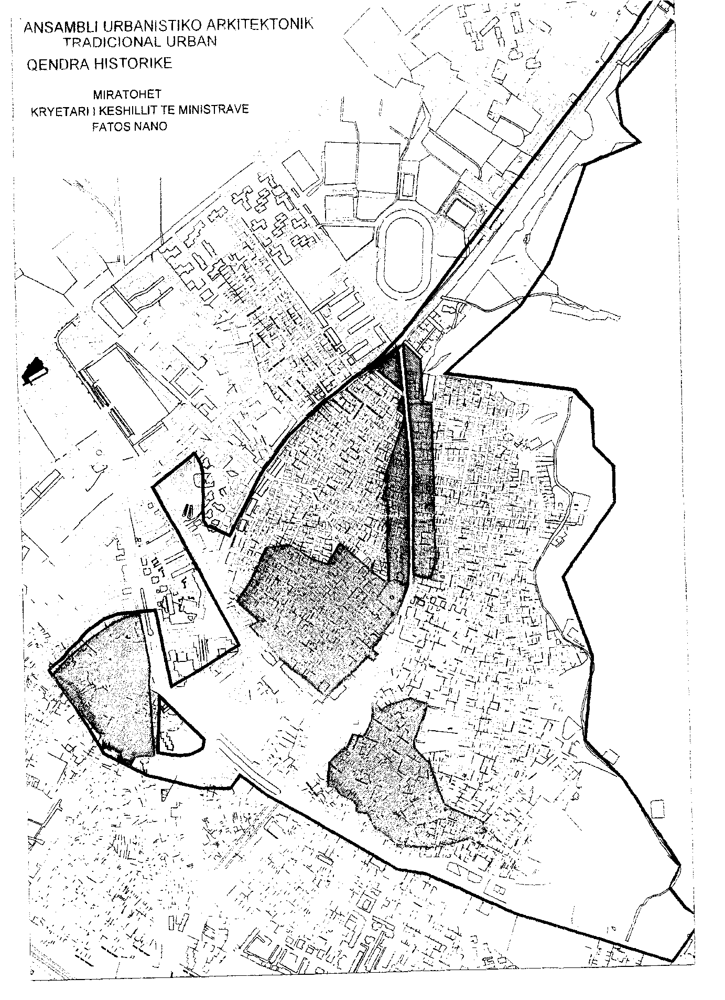 ANSAMBLI URBANISTIKO ARKITEKTONIK
TRADICIONAL URBAN
QENDRA HISTORIKE
MIRATOHET
KRYETARI I KESHILLIT TE MINISTRAVE
FATOS NANO